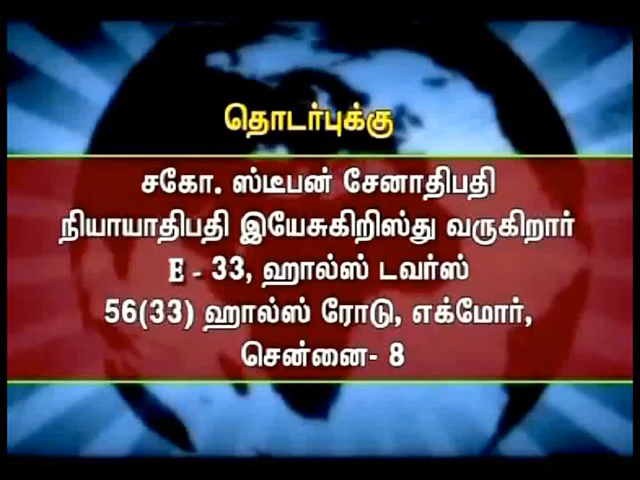 தொடர்புக்கு
சகோ. ஸ்டீபன் சேனாதிபதி
நியாயாதிபதி இயேசுகிறிஸ்து வருகிறார்
E - 33, ஹால்ஸ் டவர்ஸ்
56(33) ஹால்ஸ் ரோடு, எக்மோர்,
சென்னை- 8